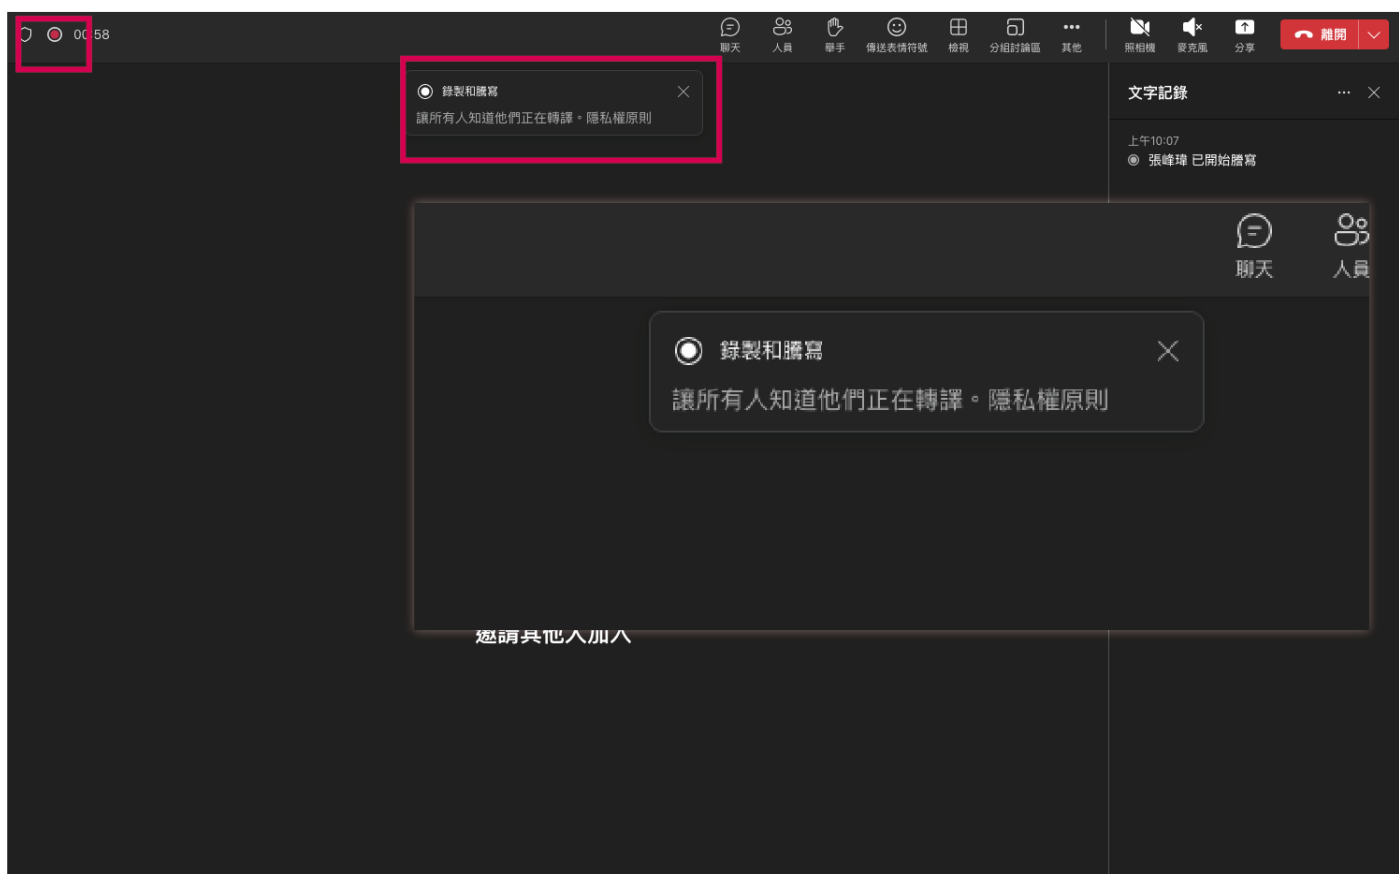 00:58
聊天
人員
舉手
傳送表情符號
檢視
分組討論區
其他
照相機
麥克風
分享
離開
錄製和謄寫
讓所有人知道他們正在轉譯。隱私權原則
文字記錄
上午10:07
張峰瑋 已開始謄寫
聊天
人員
錄製和謄寫
讓所有人知道他們正在轉譯。隱私權原則
邀請其他人加入